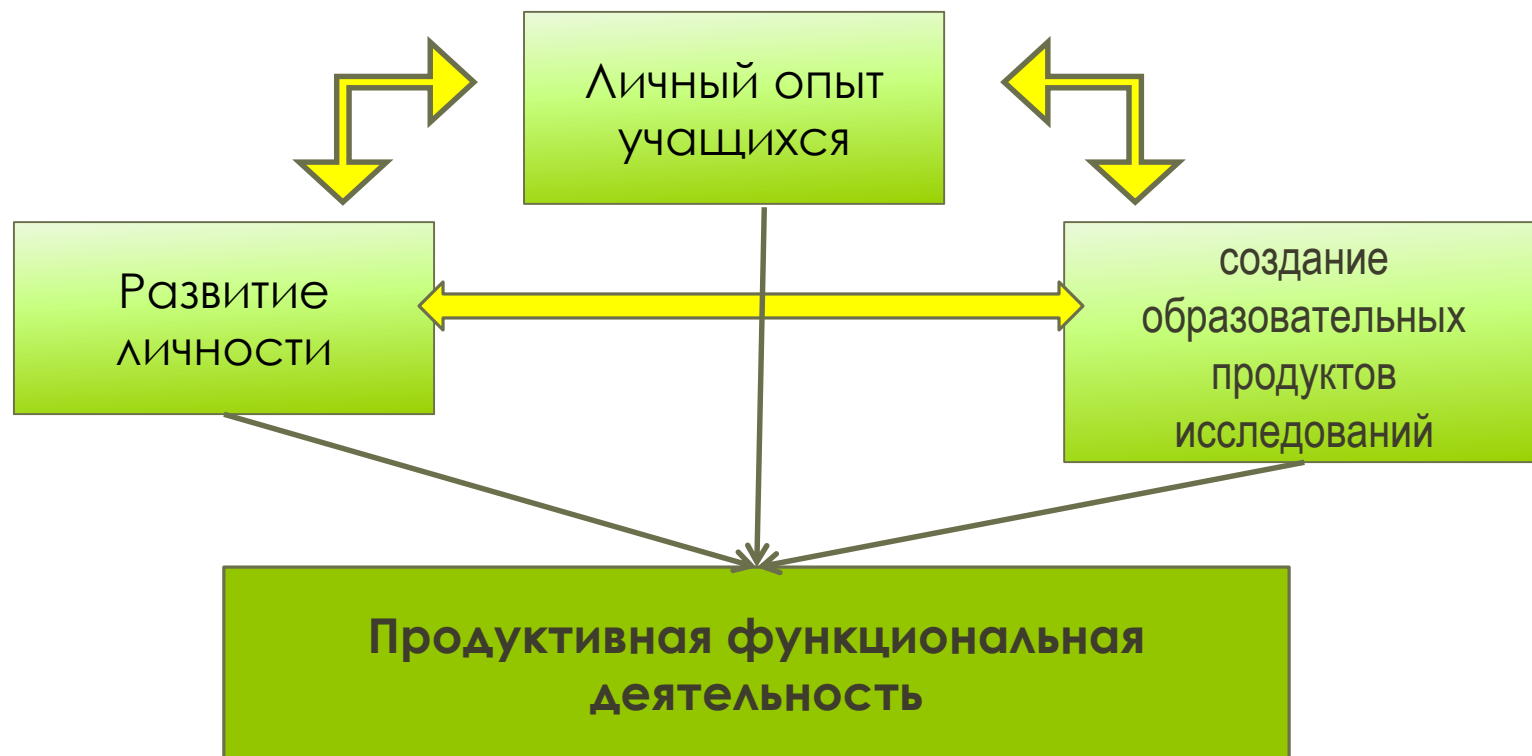 Личный опыт
учащихся
Развитие
личности
создание
образовательных
продуктов
исследований
Продуктивная функциональная
деятельность